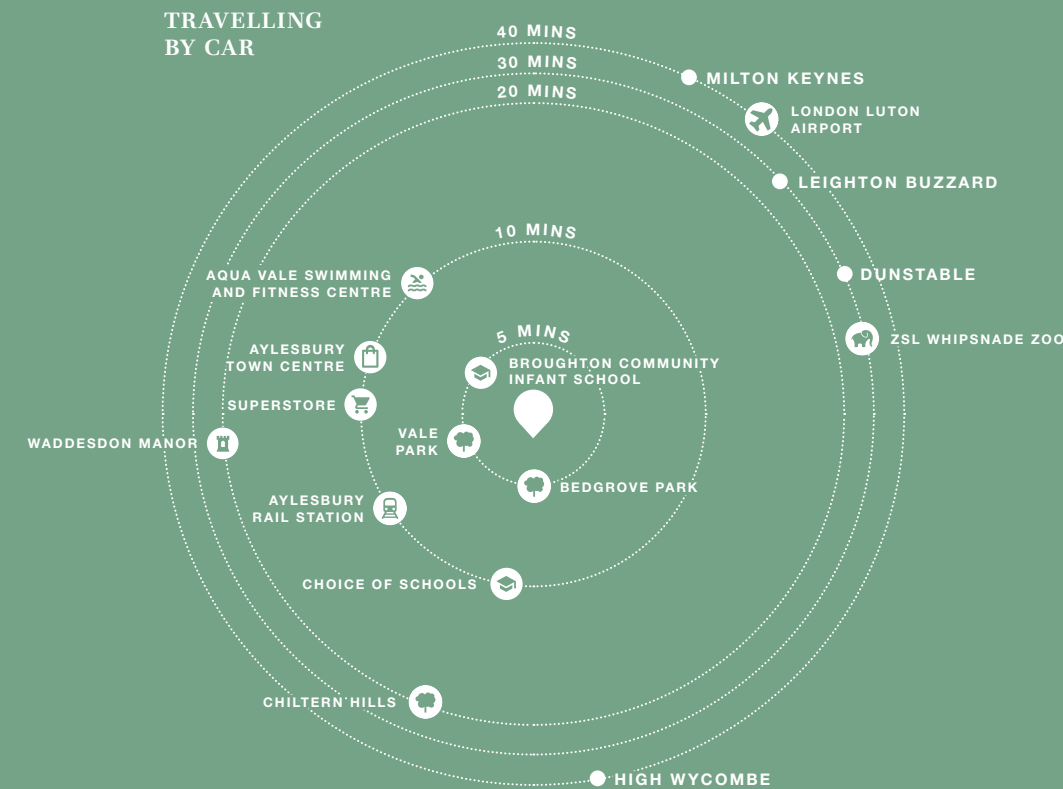 TRAVELLING
BY CAR
40 MINS
30 MINS
20 MINS
MILTON KEYNES
LONDON LUTON
AIRPORT
LEIGHTON BUZZARD
10 MINS
AQUA VALE SWIMMING
AND FITNESS CENTRE
DUNSTABLE
5 MINS
ZSL WHIPSNADE ZOO
AYLESBURY
TOWN CENTRE
BROUGHTON COMMUNITY
INFANT SCHOOL
SUPERSTORE
VALE
PARK
WADDESDON MANOR
BEDGROVE PARK
AYLESBURY
RAIL STATION
CHOICE OF SCHOOLS
CHILTERN HILLS
HIGH WYCOMBE